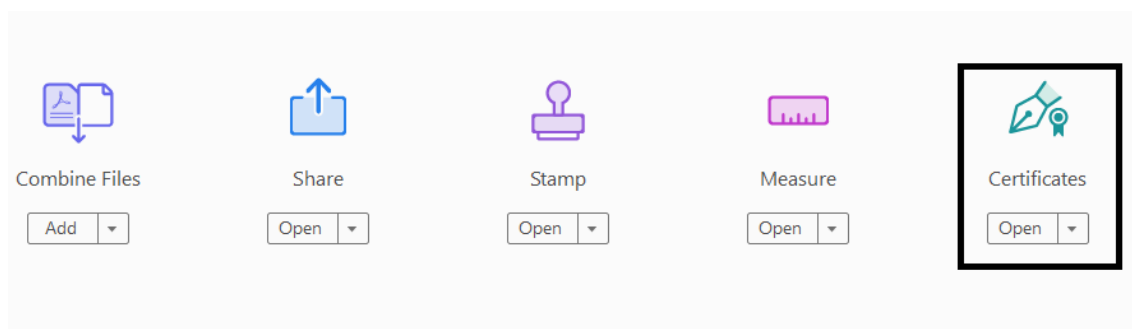 Combine Files
Share
Stamp
Measure
Certificates
Add
Open
Open
Open
Open